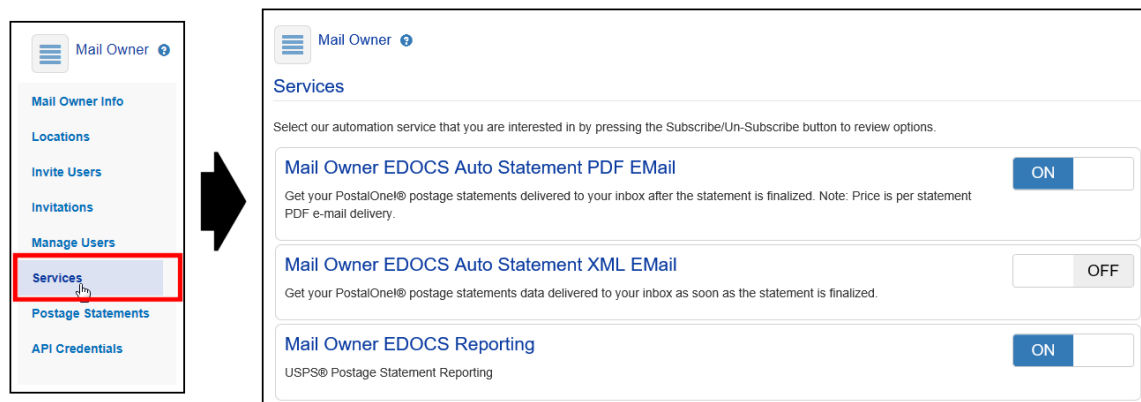 Mail Owner ?
Mail Owner Info
Locations
Invite Users
Invitations
Manage Users
Services
Postage Statements
API Credentials
Mail Owner ?
Services
Select our automation service that you are interested in by pressing the Subscribe/Un-Subscribe button to review options.
Mail Owner EDOCS Auto Statement PDF EMail
ON
Get your PostalOne!® postage statements delivered to your inbox after the statement is finalized. Note: Price is per statement
PDF e-mail delivery.
Mail Owner EDOCS Auto Statement XML EMail
OFF
Get your PostalOne!® postage statements data delivered to your inbox as soon as the statement is finalized.
Mail Owner EDOCS Reporting
ON
USPS® Postage Statement Reporting